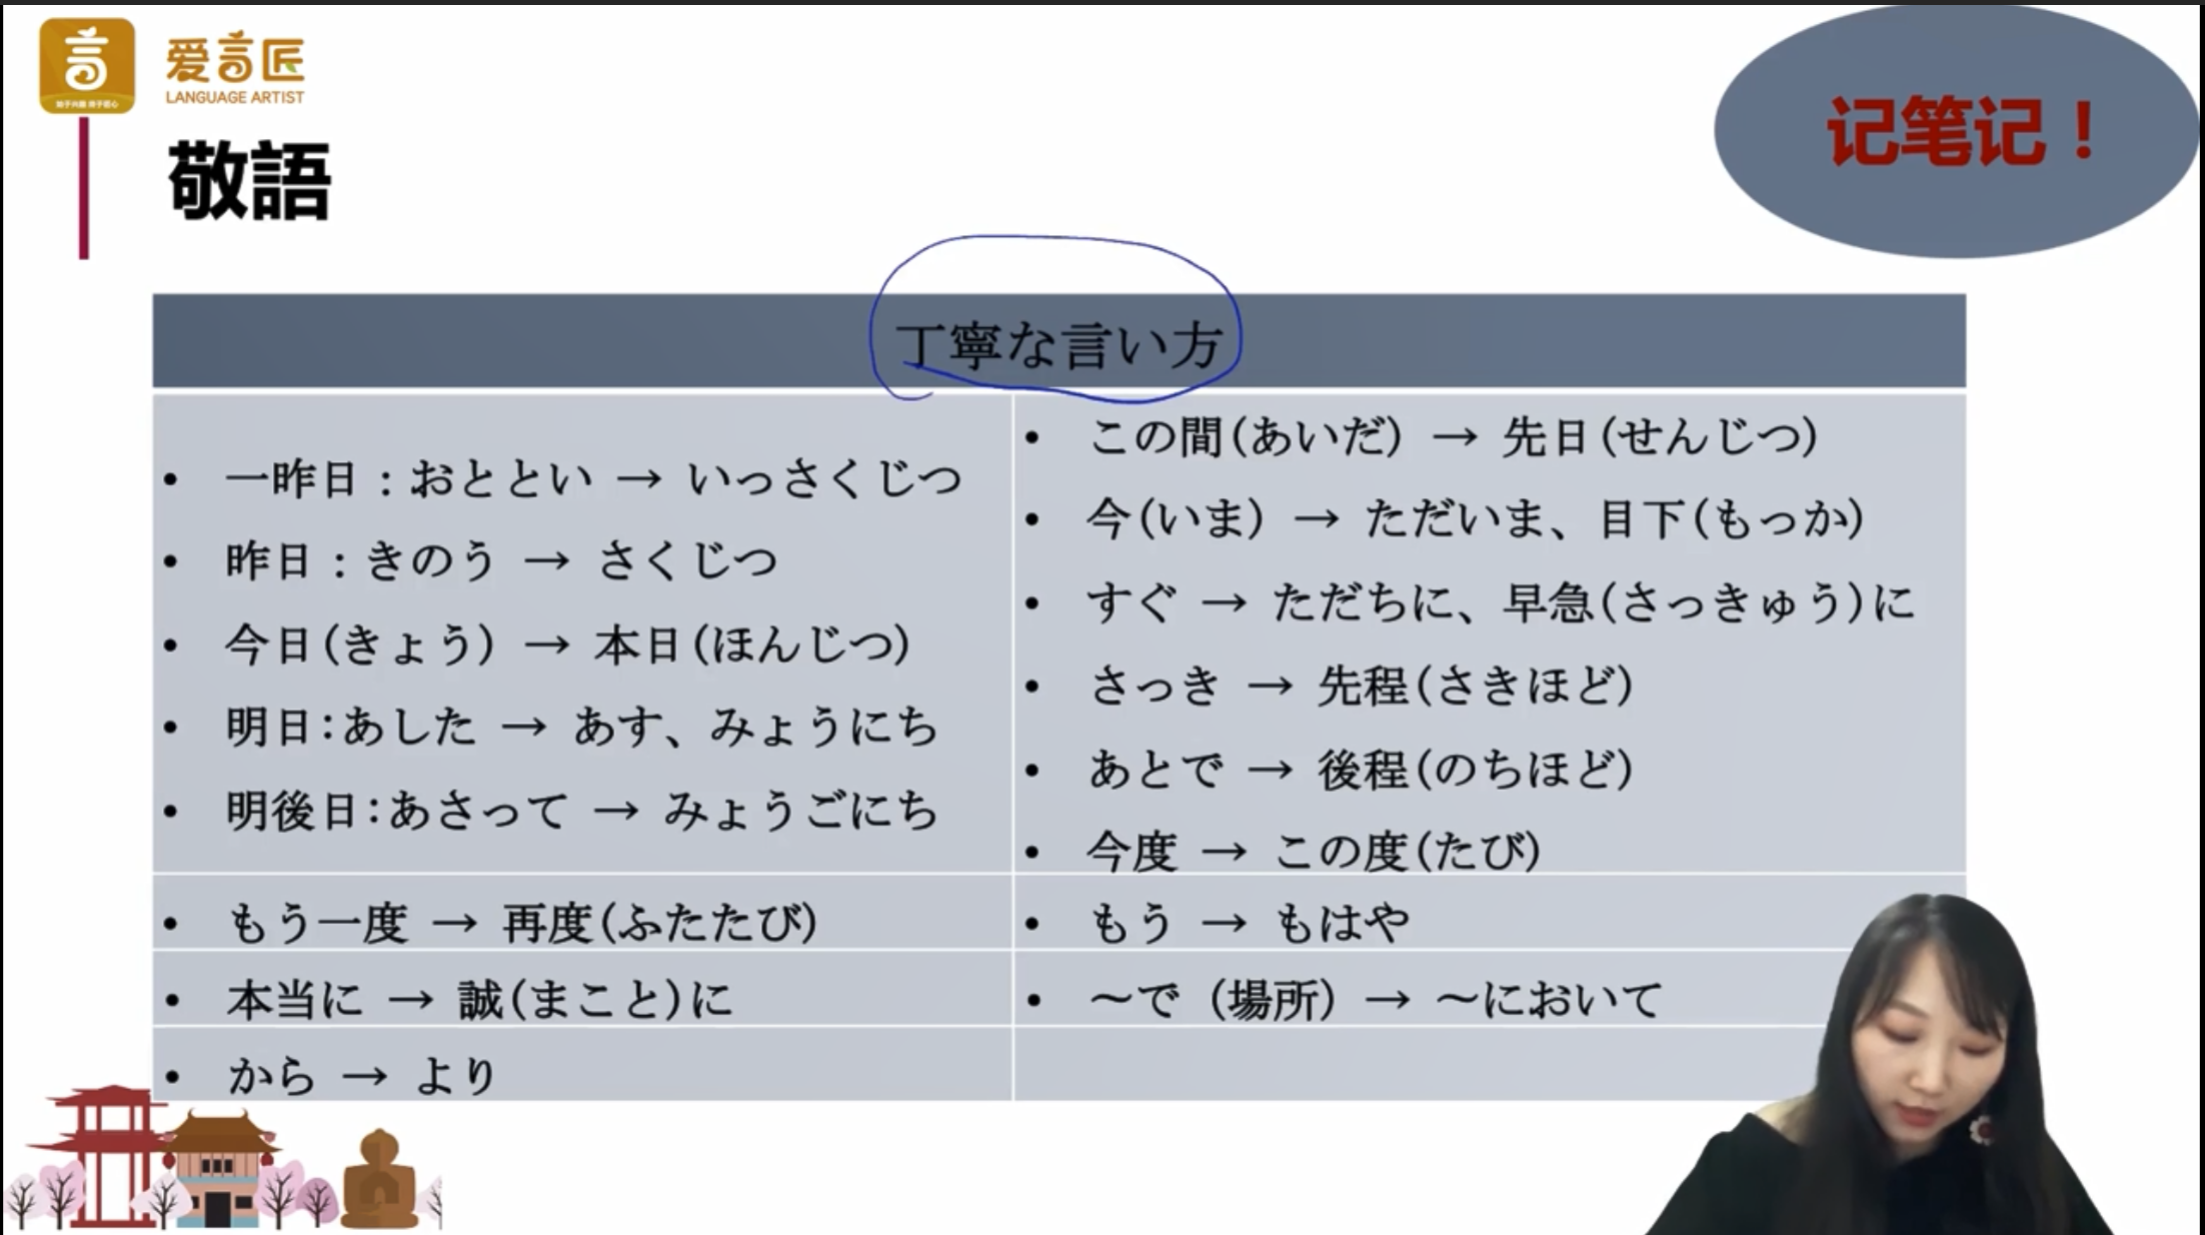 爱言匠
LANGUAGE ARTIST
言
知于兴趣 终于匠心
记笔记！
敬語
丁寧な言い方
• 一昨日：おととい → いっさくじつ
• 昨日：きのう → さくじつ
• 今日(きょう) → 本日(ほんじつ)
• 明日：あした → あす、みょうにち
• 明後日：あさって → みょうごにち
• この間(あいだ) → 先日(せんじつ)
• 今(いま) → ただいま、目下(もっか)
• すぐ → ただちに、早急(さっきゅう)に
• さっき → 先程(さきほど)
• あとで → 後程(のちほど)
• 今度 → この度(たび)
• もう一度 → 再度(ふたたび)
• もう → もはや
• 本当に → 誠(まこと)に
• ～で（場所）→ ～において
• から → より